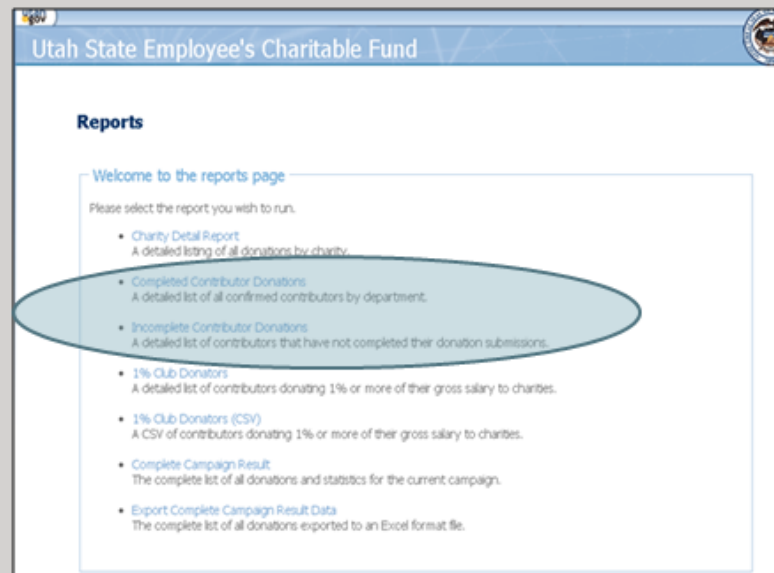 Utah State Employee's Charitable Fund
Reports
Welcome to the reports page
Please select the report you wish to run.
• Charity Detail Report
A detailed listing of all donations by charity.
• Completed Contributor Donations
A detailed list of all confirmed contributors by department.
• Incomplete Contributor Donations
A detailed list of contributors that have not completed their donation submissions.
• 1% Club Donators
A detailed list of contributors donating 1% or more of their gross salary to charities.
• 1% Club Donators (CSV)
A CSV of contributors donating 1% or more of their gross salary to charities.
• Complete Campaign Result
The complete list of all donations and statistics for the current campaign.
• Export Complete Campaign Result Data
The complete list of all donations exported to an Excel format file.